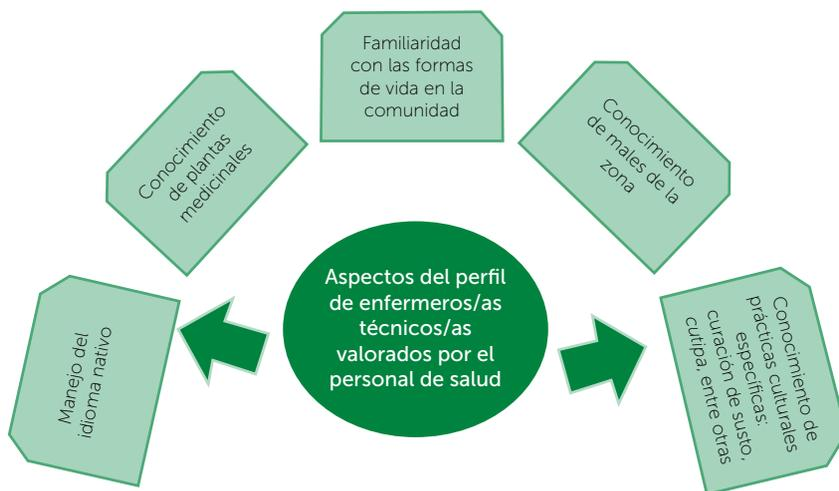 Familiaridad
con las formas
de vida en la
comunidad
Conocimiento
de plantas
medicinales
Conocimiento
de males de la
zona
Manejo del
idioma nativo
Aspectos del perfil
de enfermeros/as
técnicos/as
valorados por el
personal de salud
Conocimiento de
prácticas culturales
específicas:
curación de susto,
cutipa, entre otras